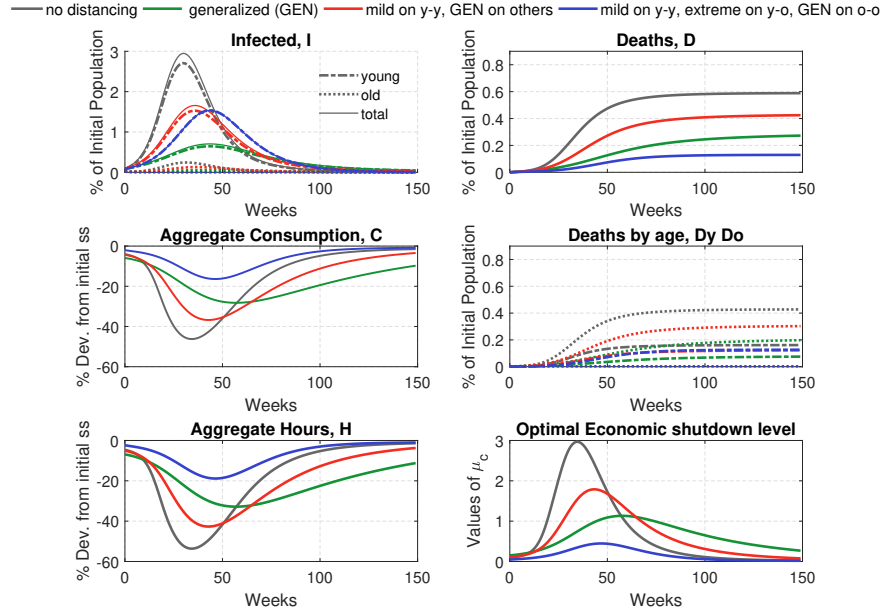 no distancing generalized (GEN) mild on y-y, GEN on others mild on y-y, extreme on y-o, GEN on o-o
Infected, I
% of Initial Population
3
2
1
0
young
old
total
0 50 100 150
Weeks
Deaths, D
% of Initial Population
0.8
0.6
0.4
0.2
0
0 50 100 150
Weeks
Aggregate Consumption, C
% Dev. from initial ss
0
-20
-40
-60
0 50 100 150
Weeks
Deaths by age, Dy Do
% of Initial Population
0.8
0.6
0.4
0.2
0
0 50 100 150
Weeks
Aggregate Hours, H
% Dev. from initial ss
0
-20
-40
-60
0 50 100 150
Weeks
Optimal Economic shutdown level
Values of μc
3
2
1
0
0 50 100 150
Weeks